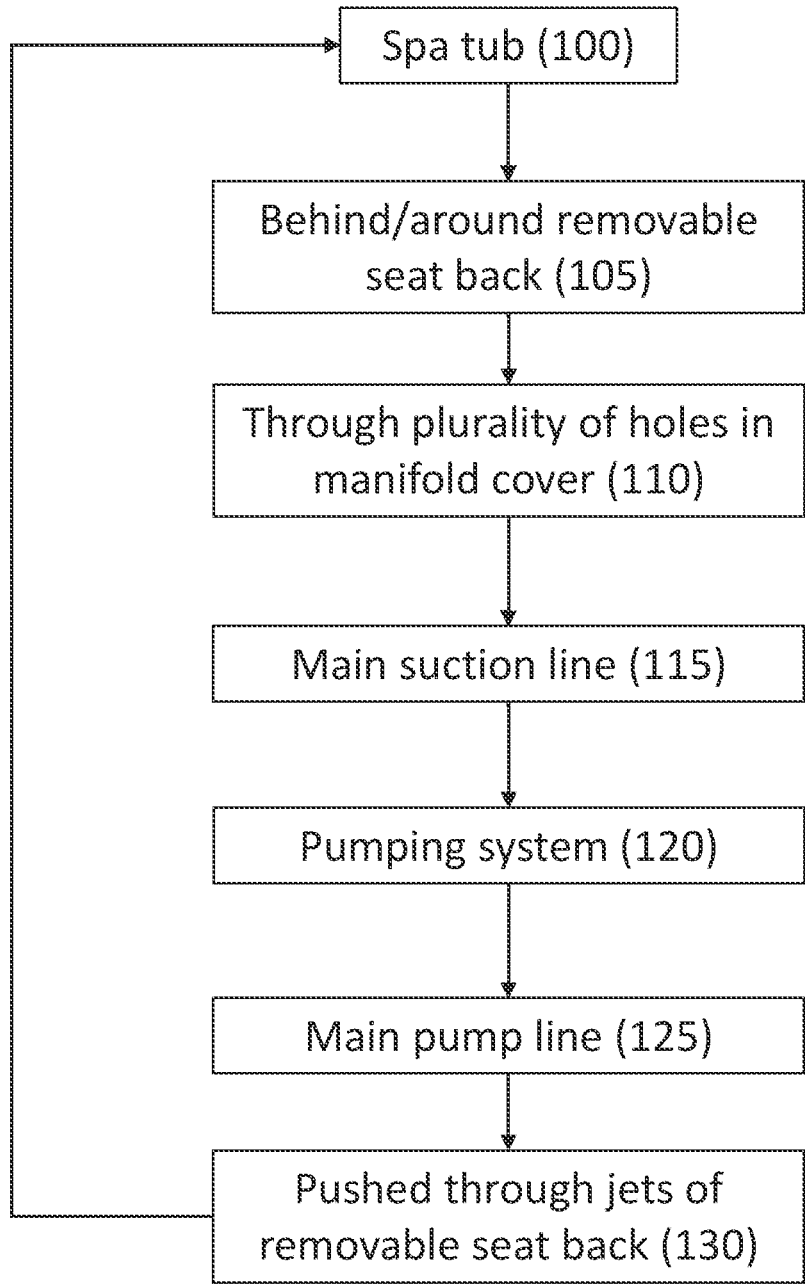 Spa tub (100)
Behind/around removable
seat back (105)
Through plurality of holes in
manifold cover (110)
Main suction line (115)
Pumping system (120)
Main pump line (125)
Pushed through jets of
removable seat back (130)